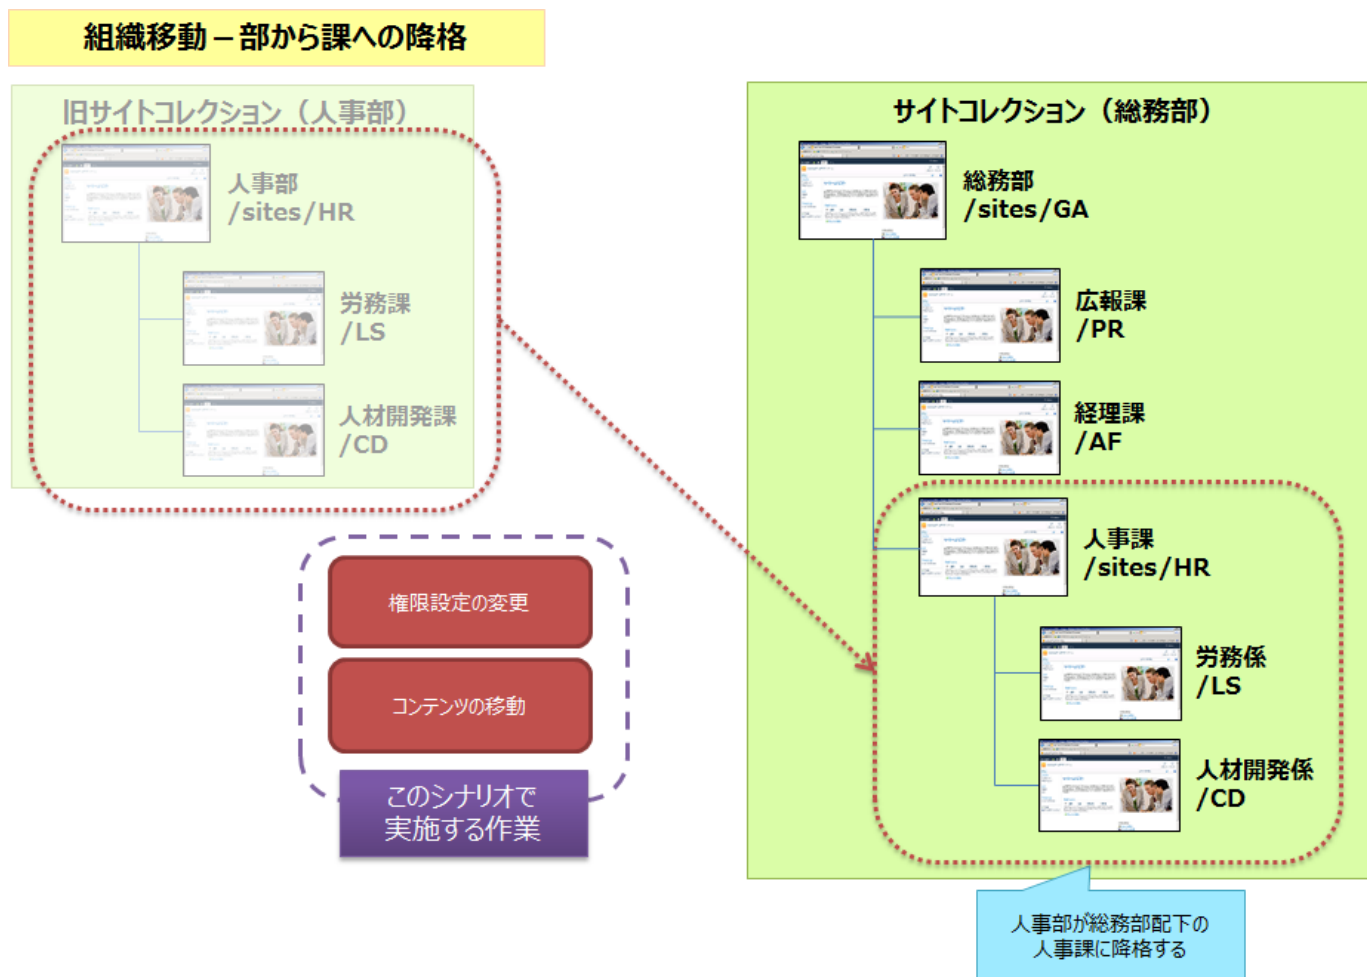 組織移動－部から課への降格
旧サイトコレクション（人事部）
人事部
/sites/HR
労務課
/LS
人材開発課
/CD
権限設定の変更
コンテンツの移動
このシナリオで
実施する作業
サイトコレクション（総務部）
総務部
/sites/GA
広報課
/PR
経理課
/AF
人事課
/sites/HR
労務係
/LS
人材開発係
/CD
人事部が総務部配下の
人事課に降格する